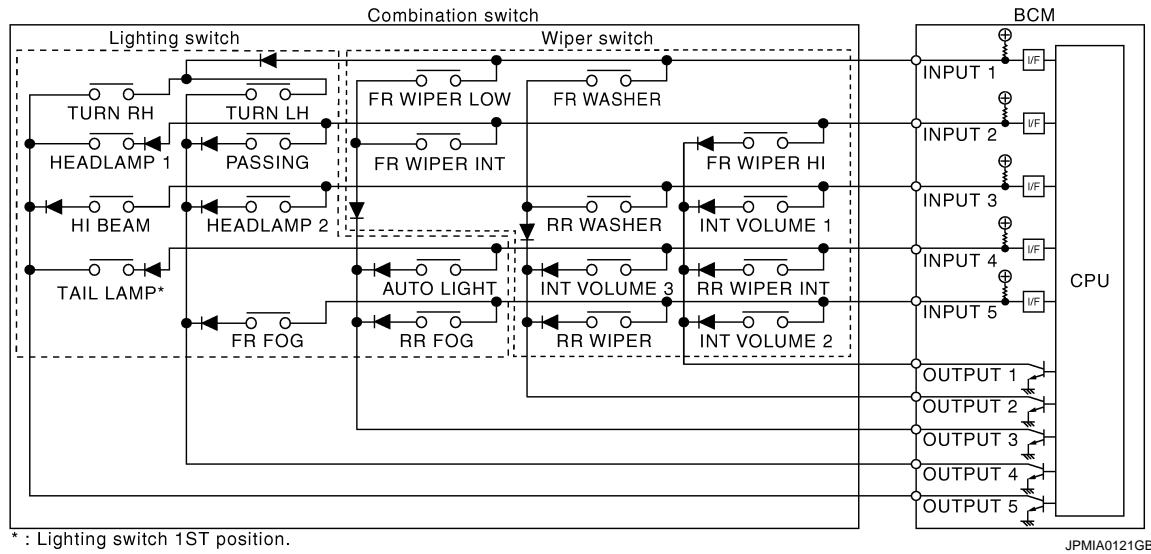 Combination switch
BCM
Lighting switch
Wiper switch
INPUT 1
I/F
TURN RH
TURN LH
FR WIPER LOW
FR WASHER
INPUT 2
I/F
HEADLAMP 1
PASSING
FR WIPER INT
FR WIPER HI
INPUT 3
I/F
HI BEAM
HEADLAMP 2
RR WASHER
INT VOLUME 1
INPUT 4
I/F
TAIL LAMP*
AUTO LIGHT
INT VOLUME 3
RR WIPER INT
CPU
INPUT 5
I/F
FR FOG
RR FOG
RR WIPER
INT VOLUME 2
OUTPUT 1
OUTPUT 2
OUTPUT 3
OUTPUT 4
OUTPUT 5
* : Lighting switch 1ST position.
JPMIA0121GB